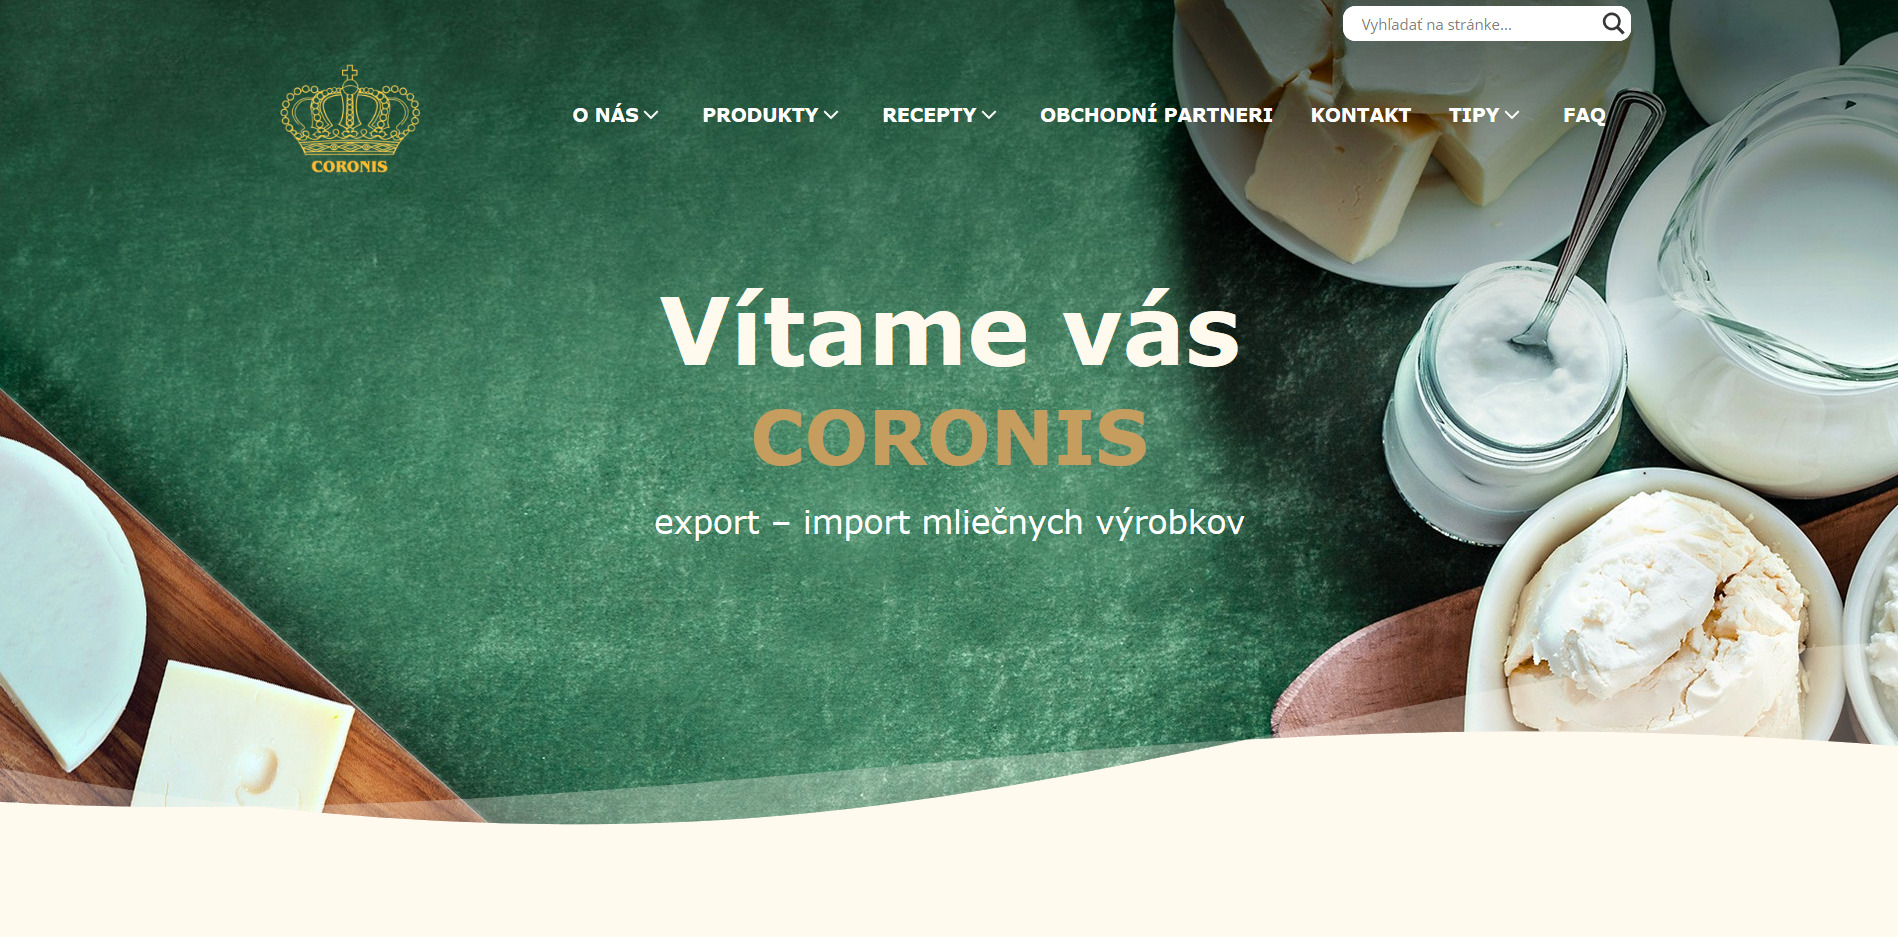 Vyhľadať na stránke...
CORONIS
O NÁS PRODUKTY RECEPTY OBCHODNÍ PARTNERI KONTAKT TIPY FAQ
Vítame vás
CORONIS
export – import mliečnych výrobkov